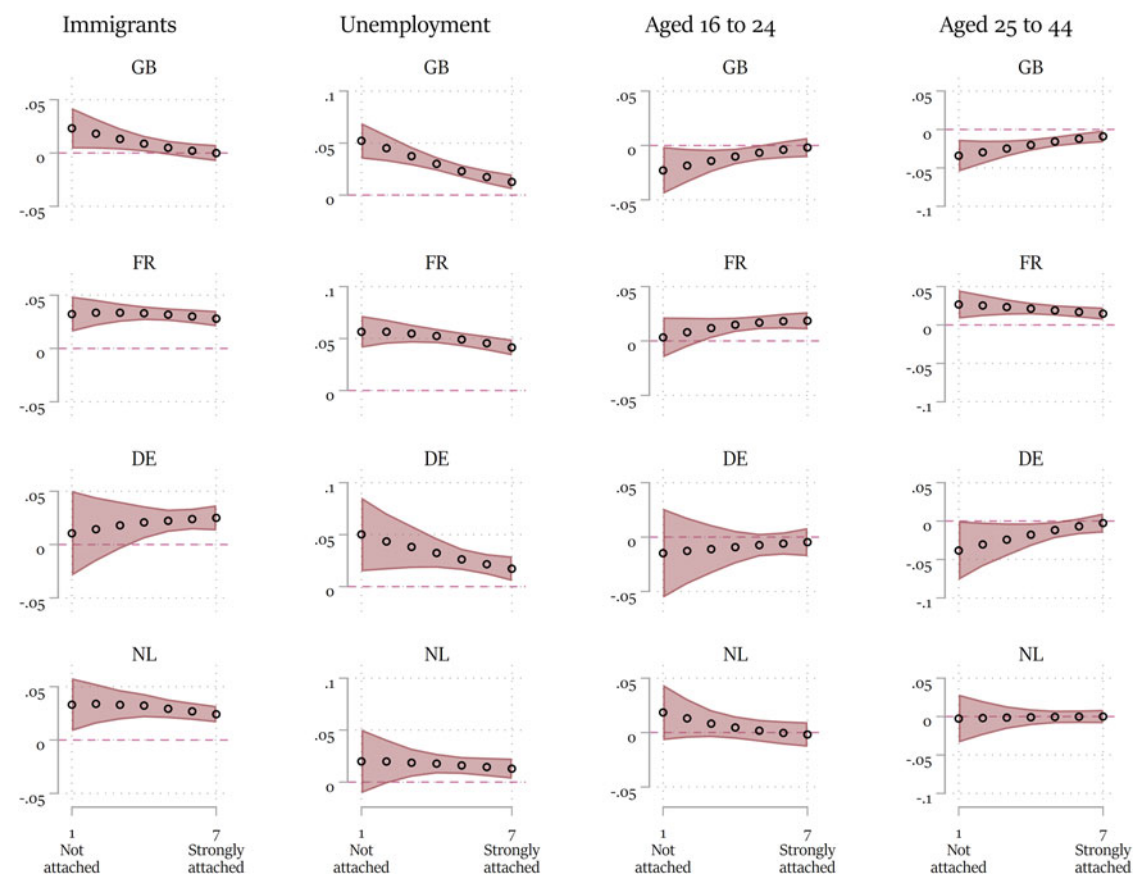 Immigrants Unemployment Aged 16 to 24 Aged 25 to 44
GB GB GB GB
.05 .1 .05 .05
0 .05 0 0
-.05 0 -.05 -.05
-.1
FR FR FR FR
.05 .1 .05 .05
0 .05 0 0
-.05 0 -.05 -.05
-.1
DE DE DE DE
.05 .1 .05 .05
0 .05 0 0
-.05 0 -.05 -.05
-.1
NL NL NL NL
.05 .1 .05 .05
0 .05 0 0
-.05 0 -.05 -.05
-.1
1 7 1 7 1 7 1 7
Not Strongly Not Strongly Not Strongly Not Strongly
attached attached attached attached attached attached attached attached